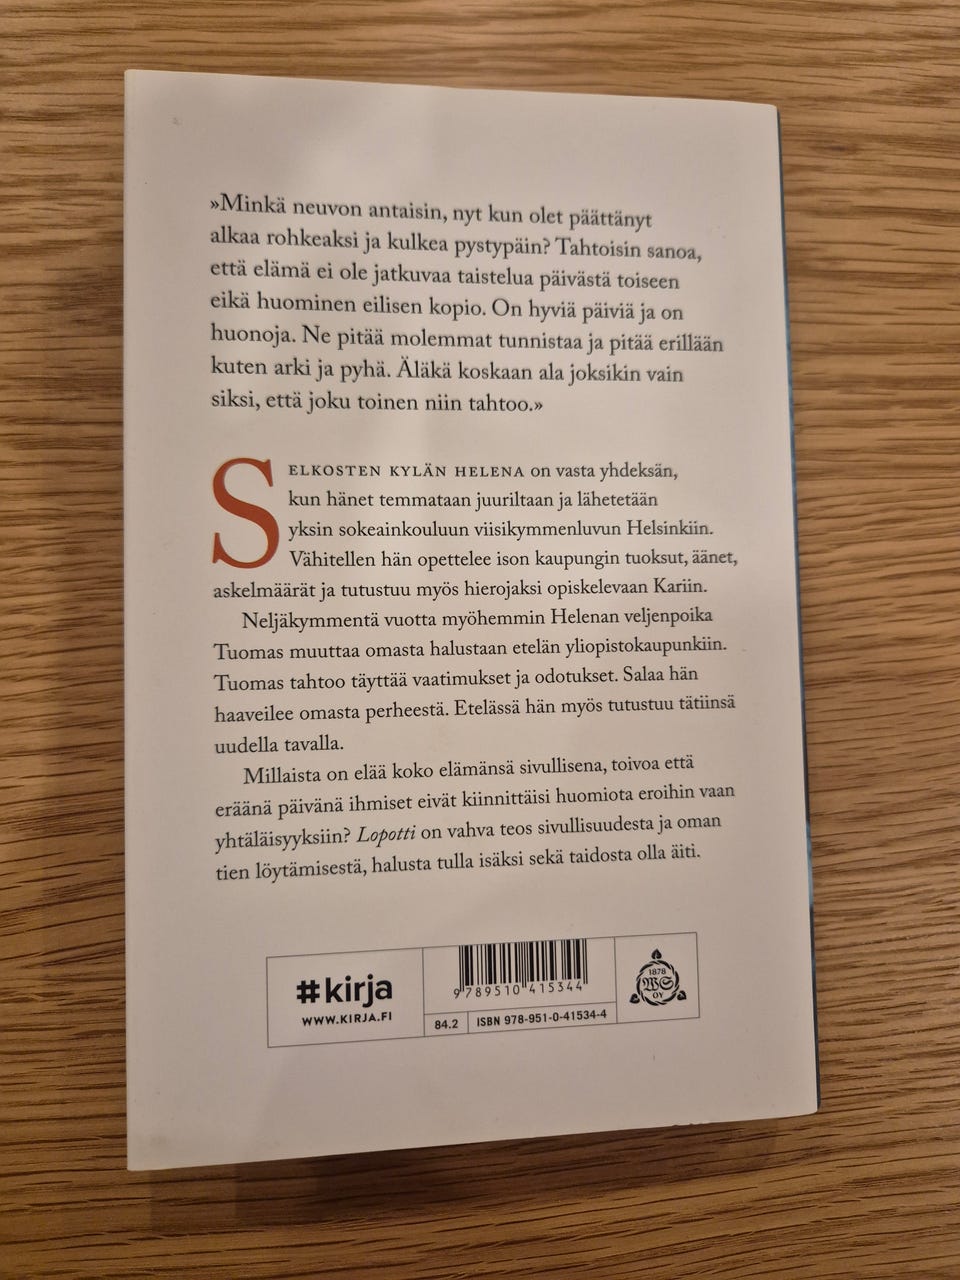 »Minkä neuvon antaisin, nyt kun olet päättänyt
alkaa rohkeaksi ja kulkea pystypäin? Tahtoisin sanoa,
että elämä ei ole jatkuvaa taistelua päivästä toiseen
eikä huominen eilisen kopio. On hyviä päiviä ja on
huonoja. Ne pitää molemmat tunnistaa ja pitää erillään
kuten arki ja pyhä. Äläkä koskaan ala joksikin vain
siksi, että joku toinen niin tahtoo.»
SELKOSTEN KYLÄN HELENA on vasta yhdeksän,
kun hänet temmataan juuriltaan ja lähetetään
yksin sokeainkouluun viisikymmenluvun Helsinkiin.
Vähitellen hän opettelee ison kaupungin tuoksut, äänet,
askelmäärät ja tutustuu myös hierojaksi opiskelevaan Kariin.
Neljäkymmentä vuotta myöhemmin Helenan veljenpoika
Tuomas muuttaa omasta halustaan etelän yliopistokaupunkiin.
Tuomas tahtoo täyttää vaatimukset ja odotukset. Salaa hän
haaveilee omasta perheestä. Etelässä hän myös tutustuu tätiinsä
uudella tavalla.
Millaista on elää koko elämänsä sivullisena, toivoa että
eräänä päivänä ihmiset eivät kiinnittäisi huomiota eroihin vaan
yhtäläisyyksiin? Lopotti on vahva teos sivullisuudesta ja oman
tien löytämisestä, halusta tulla isäksi sekä taidosta olla äiti.
#kirja
WWW.KIRJA.FI
9 789510 415344
84.2
ISBN 978-951-0-41534-4
1878
WS
OY